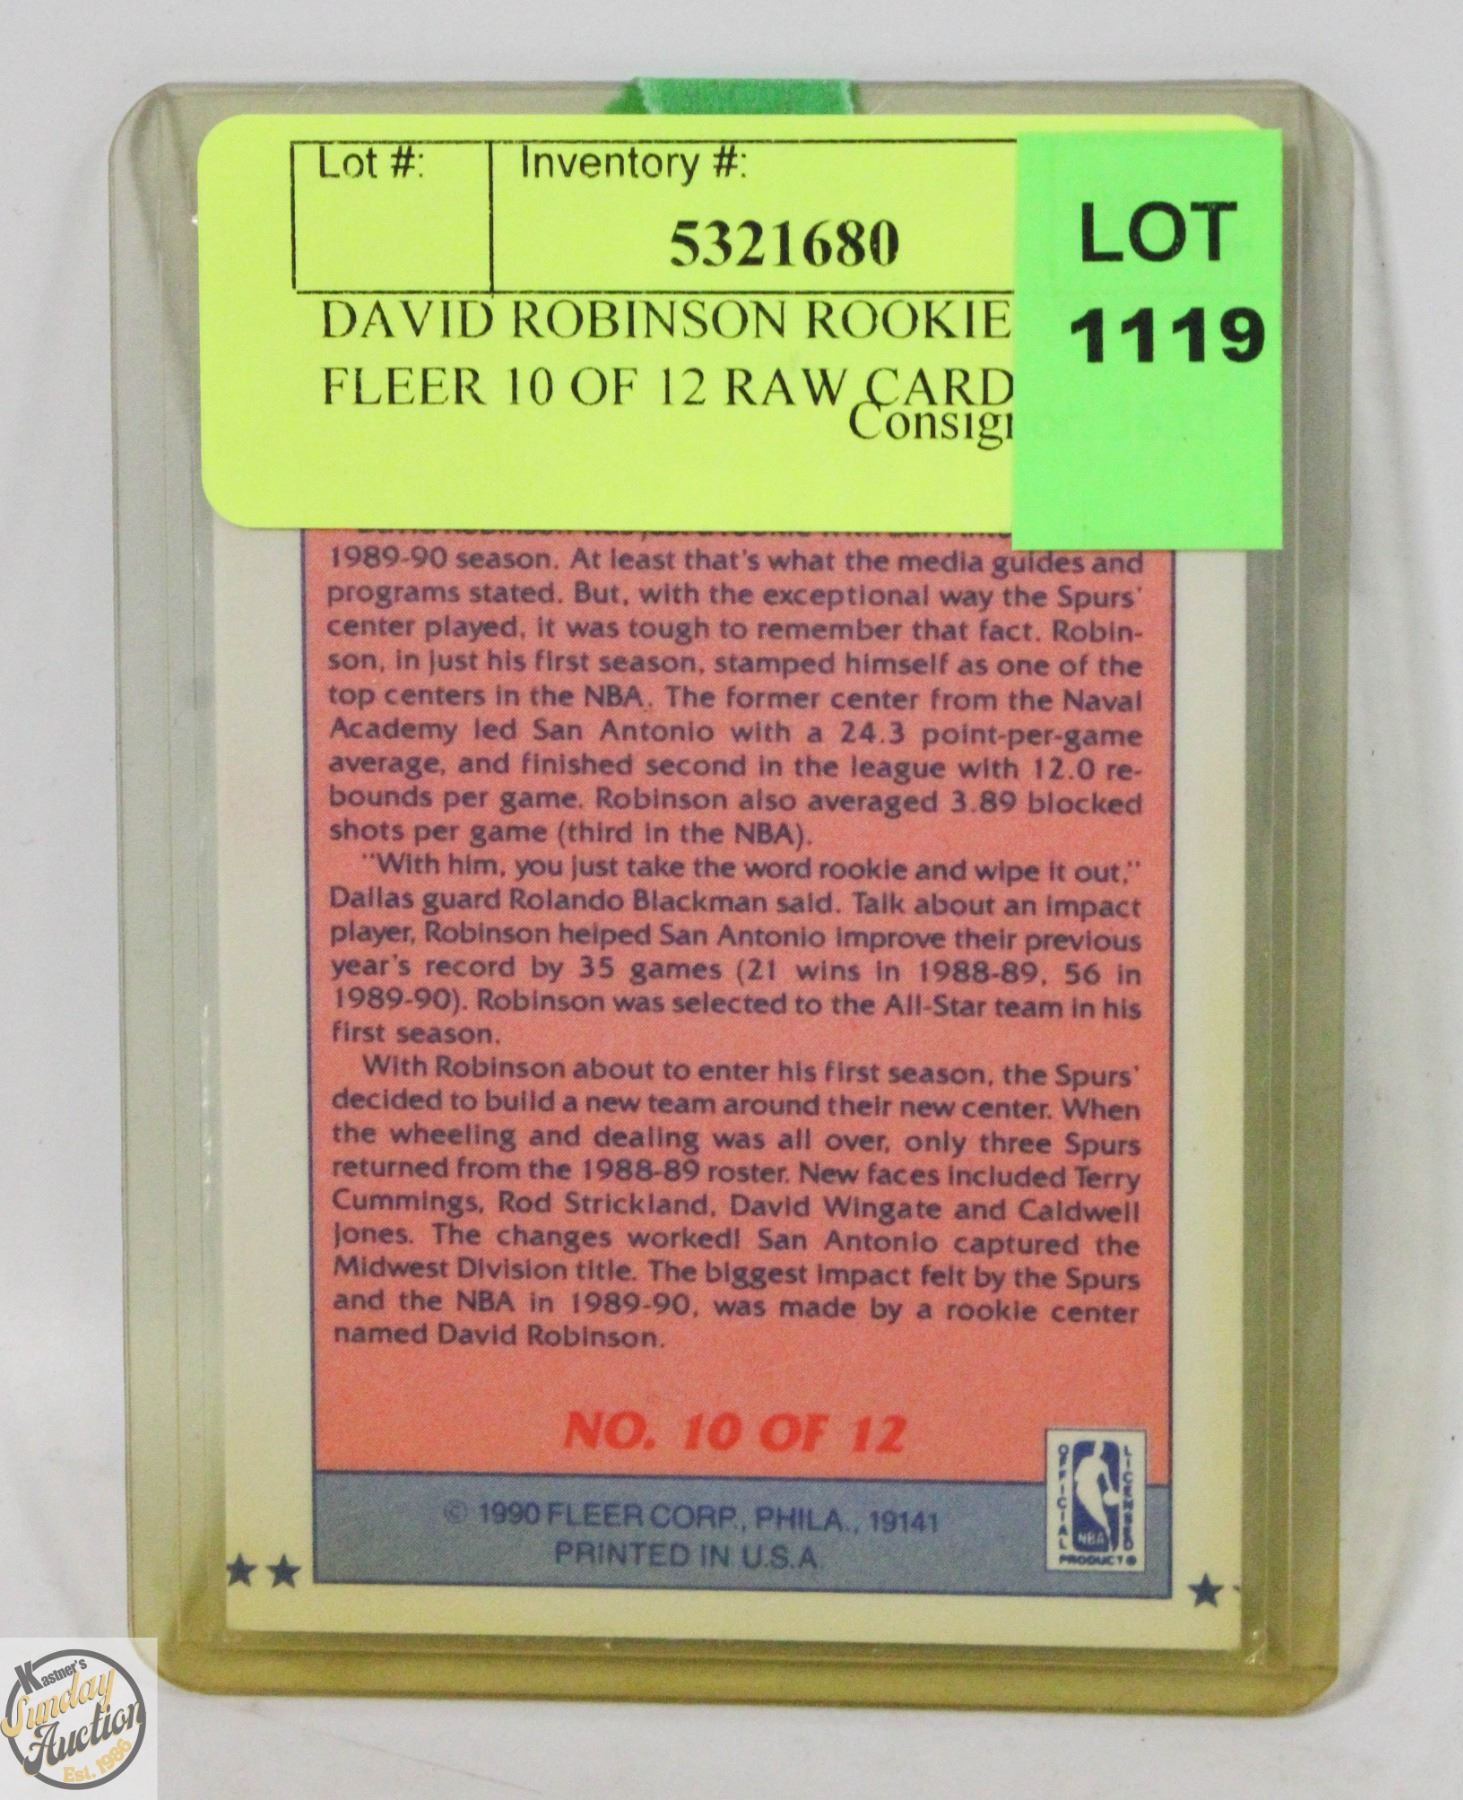 Lot #:
Inventory #:
5321680
LOT
1119
DAVID ROBINSON ROOKIE
FLEER 10 OF 12 RAW CARD
Consign
1989-90 season. At least that's what the media guides and
programs stated. But, with the exceptional way the Spurs'
center played, it was tough to remember that fact. Robin-
son, in just his first season, stamped himself as one of the
top centers in the NBA. The former center from the Naval
Academy led San Antonio with a 24.3 point-per-game
average, and finished second in the league with 12.0 re-
bounds per game. Robinson also averaged 3.89 blocked
shots per game (third in the NBA).
"With him, you just take the word rookie and wipe it out,"
Dallas guard Rolando Blackman said. Talk about an impact
player, Robinson helped San Antonio improve their previous
year's record by 35 games (21 wins in 1988-89, 56 in
1989-90). Robinson was selected to the All-Star team in his
first season.
With Robinson about to enter his first season, the Spurs'
decided to build a new team around their new center. When
the wheeling and dealing was all over, only three Spurs
returned from the 1988-89 roster. New faces included Terry
Cummings, Rod Strickland, David Wingate and Caldwell
Jones. The changes worked! San Antonio captured the
Midwest Division title. The biggest impact felt by the Spurs
and the NBA in 1989-90, was made by a rookie center
named David Robinson.
NO. 10 OF 12
© 1990 FLEER CORP., PHILA., 19141
PRINTED IN U.S.A.
OFFICIAL
LICENSED
NBA
PRODUCT ®
Kastner's
Sunday
Auction
Est. 1986